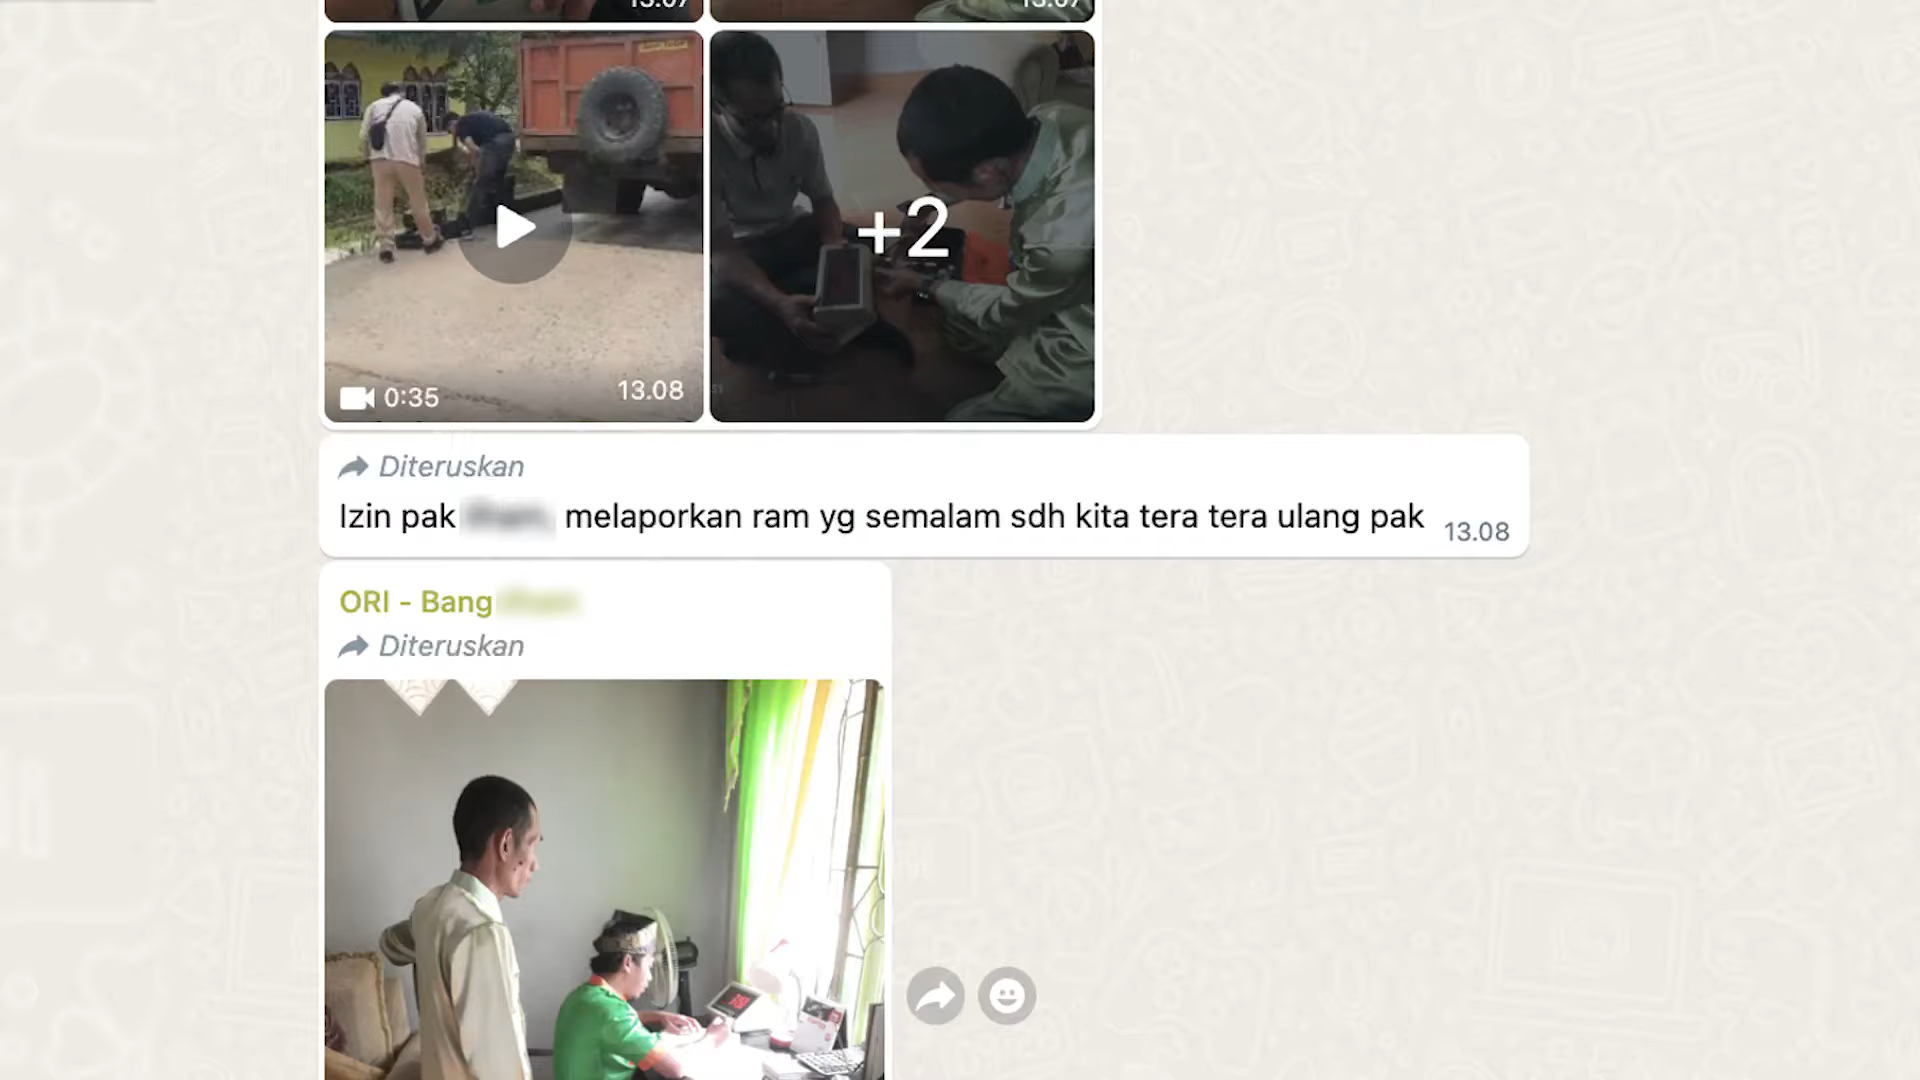 +2
0:35
13.08
Diteruskan
Izin pak melaporkan ram yg semalam sdh kita tera tera ulang pak
13.08
ORI - Bang
Diteruskan